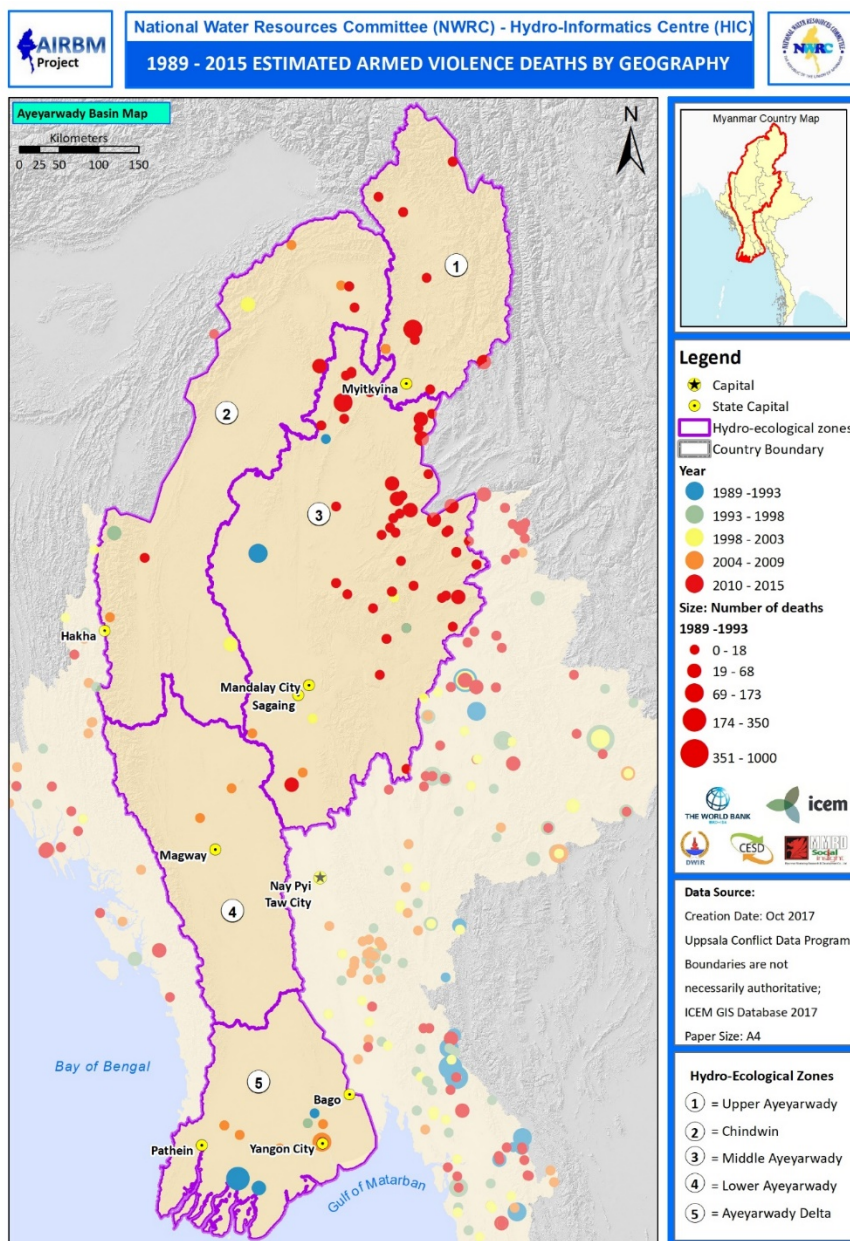 AIRBM
Project
National Water Resources Committee (NWRC) - Hydro-Informatics Centre (HIC)
1989 - 2015 ESTIMATED ARMED VIOLENCE DEATHS BY GEOGRAPHY
NWRC
Ayeyarwady Basin Map
Kilometers
0 25 50 100 150
N
1
2
Myitkyina
3
Hakha
Mandalay City
Sagaing
Magway
Nay Pyi
Taw City
4
Bay of Bengal
5
Bago
Pathein
Yangon City
Gulf of Matarban
Myanmar Country Map
Legend
Capital
State Capital
Hydro-ecological zones
Country Boundary
Year
1989 -1993
1993 - 1998
1998 - 2003
2004 - 2009
2010 - 2015
Size: Number of deaths
1989 -1993
0 - 18
19 - 68
69 - 173
174 - 350
351 - 1000
THE WORLD BANK
icem
DWIR
CESD
MMRD
Social
Data Source:
Creation Date: Oct 2017
Uppsala Conflict Data Program
Boundaries are not
necessarily authoritative;
ICEM GIS Database 2017
Paper Size: A4
Hydro-Ecological Zones
1 = Upper Ayeyarwady
2 = Chindwin
3 = Middle Ayeyarwady
4 = Lower Ayeyarwady
5 = Ayeyarwady Delta